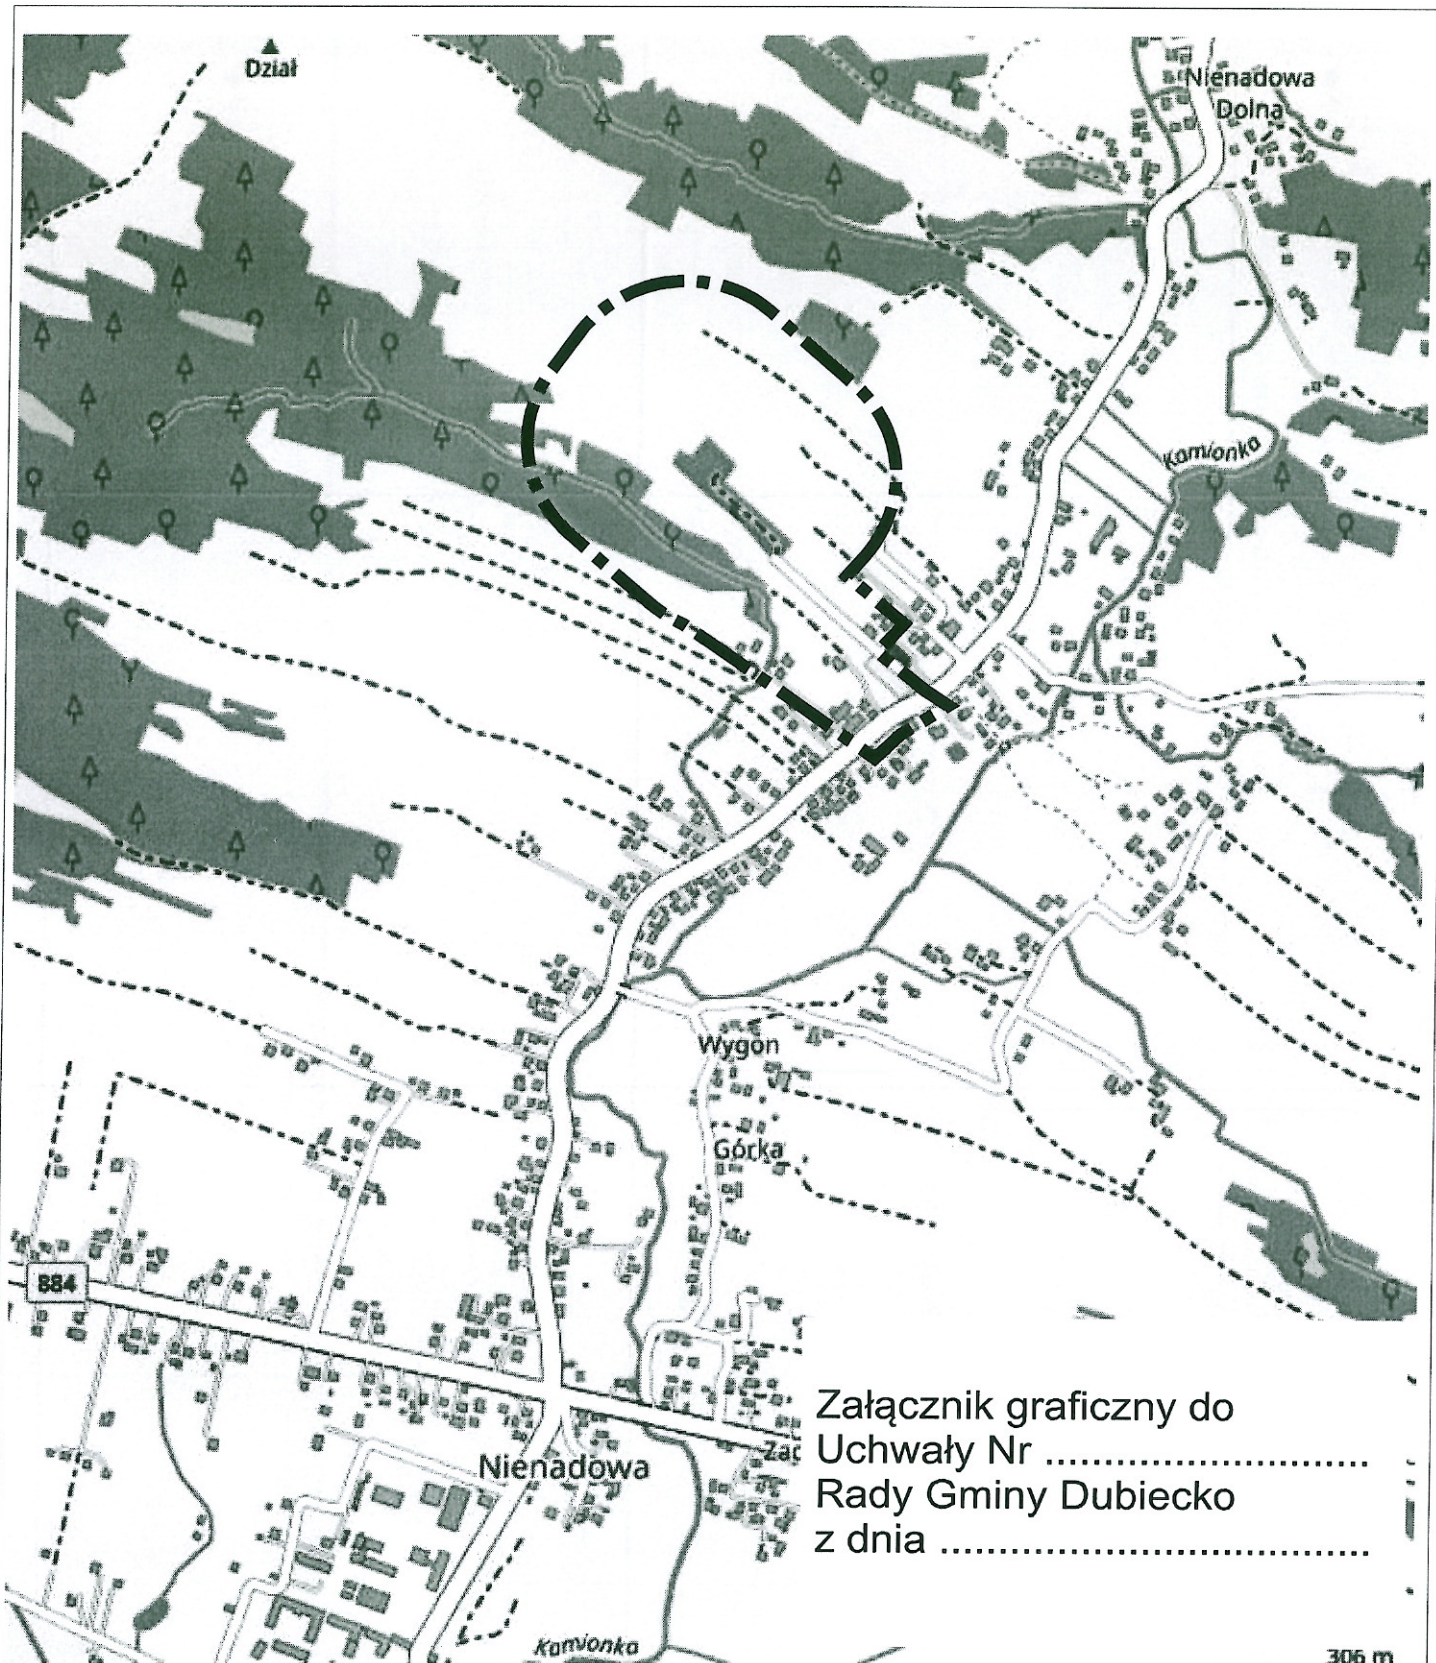 Dział
Nienadowa
Dolna
Kamionka
Wygon
Górka
884
Załącznik graficzny do
Uchwały Nr ................................
Rady Gminy Dubiecko
z dnia ..........................................
Nienadowa
Kamionka
306 m